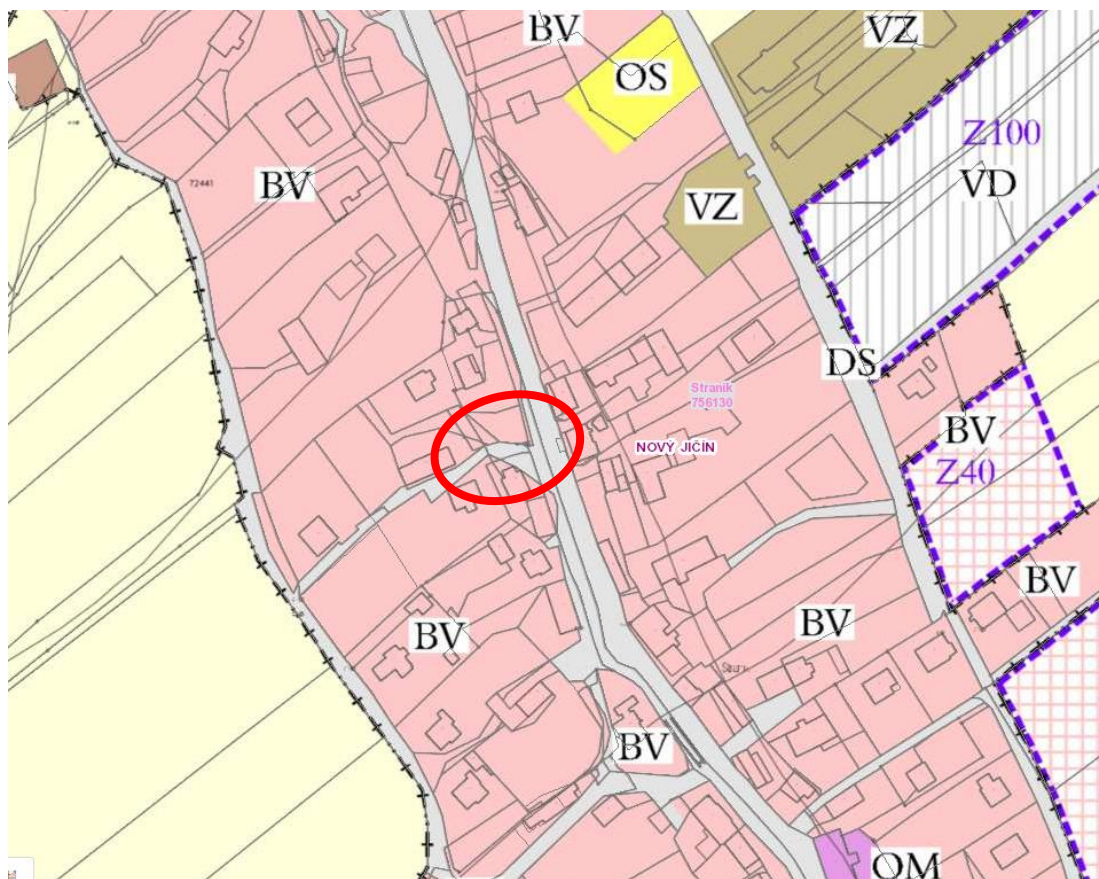 BV
VZ
OS
Z100
72441
BV
VD
VZ
DS
Straník
756130
BV
NOVÝ JIČÍN
Z40
BV
BV
BV
BV
OM